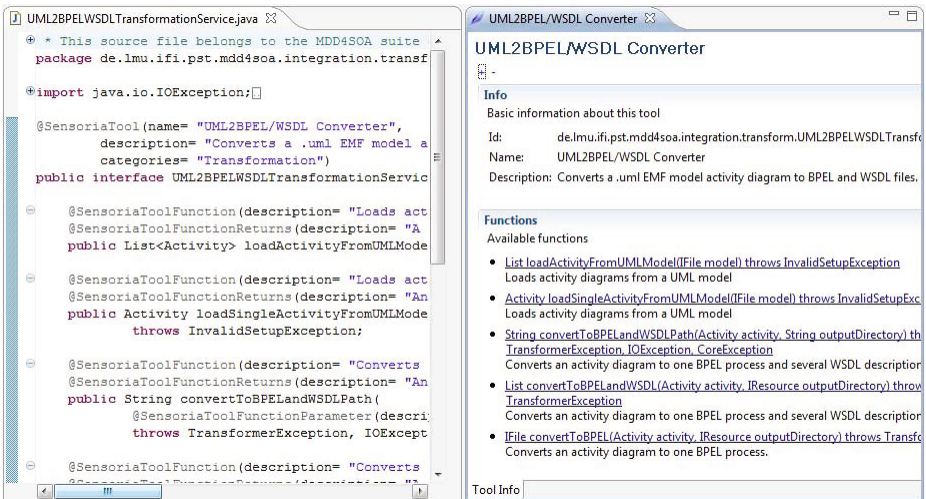 UML2BPELWSDLTransformationService.java
* This source file belongs to the MDD4SOA suite
package de.lmu.ifi.pst.mdd4soa.integration.transf
import java.io.IOException;
@SensoriaTool(name= "UML2BPEL/WSDL Converter",
description= "Converts a .uml EMF model a
categories= "Transformation")
public interface UML2BPELWSDLTransformationServic
@SensoriaToolFunction(description= "Loads act
@SensoriaToolFunctionReturns(description= "A
public List<Activity> loadActivityFromUMLMode
@SensoriaToolFunction(description= "Loads act
@SensoriaToolFunctionReturns(description= "An
public Activity loadSingleActivityFromUMLMode
throws InvalidSetupException;
@SensoriaToolFunction(description= "Converts
@SensoriaToolFunctionReturns(description= "An
public String convertToBPELandWSDLPath(
@SensoriaToolFunctionParameter(descri
throws TransformerException, IOExcept
@SensoriaToolFunction(description= "Converts
UML2BPEL/WSDL Converter
UML2BPEL/WSDL Converter
+ -
Info
Basic information about this tool
Id: de.lmu.ifi.pst.mdd4soa.integration.transform.UML2BPELWSDLTransfo
Name: UML2BPEL/WSDL Converter
Description: Converts a .uml EMF model activity diagram to BPEL and WSDL files.
Functions
Available functions
List loadActivityFromUMLModel(IFile model) throws InvalidSetupException
Loads activity diagrams from a UML model
Activity loadSingleActivityFromUMLModel(IFile model) throws InvalidSetupExc
Loads activity diagrams from a UML model
String convertToBPELandWSDLPath(Activity activity, String outputDirectory) th
TransformerException, IOException, CoreException
Converts an activity diagram to one BPEL process and several WSDL description
List convertToBPELandWSDL(Activity activity, IResource outputDirectory) throw
TransformerException
Converts an activity diagram to one BPEL process and several WSDL description
IFile convertToBPEL(Activity activity, IResource outputDirectory) throws Transfo
Converts an activity diagram to one BPEL process.
Tool Info